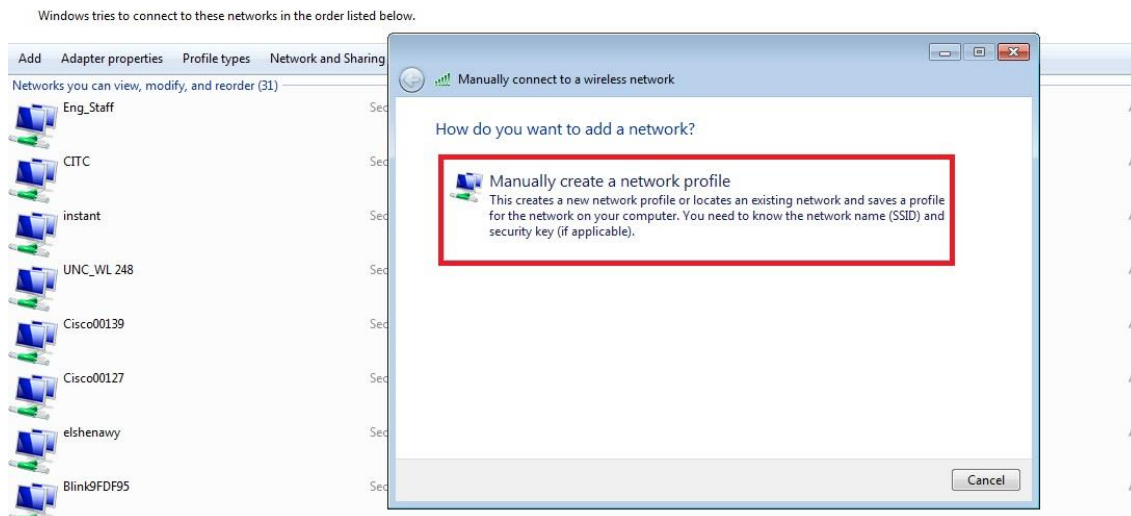 Windows tries to connect to these networks in the order listed below.
Add Adapter properties Profile types Network and Sharing
Networks you can view, modify, and reorder (31)
Eng_Staff
CITC
instant
UNC_WL 248
Cisco00139
Cisco00127
elshenawy
Blink9FDF95
Manually connect to a wireless network
How do you want to add a network?
Manually create a network profile
This creates a new network profile or locates an existing network and saves a profile
for the network on your computer. You need to know the network name (SSID) and
security key (if applicable).
Cancel